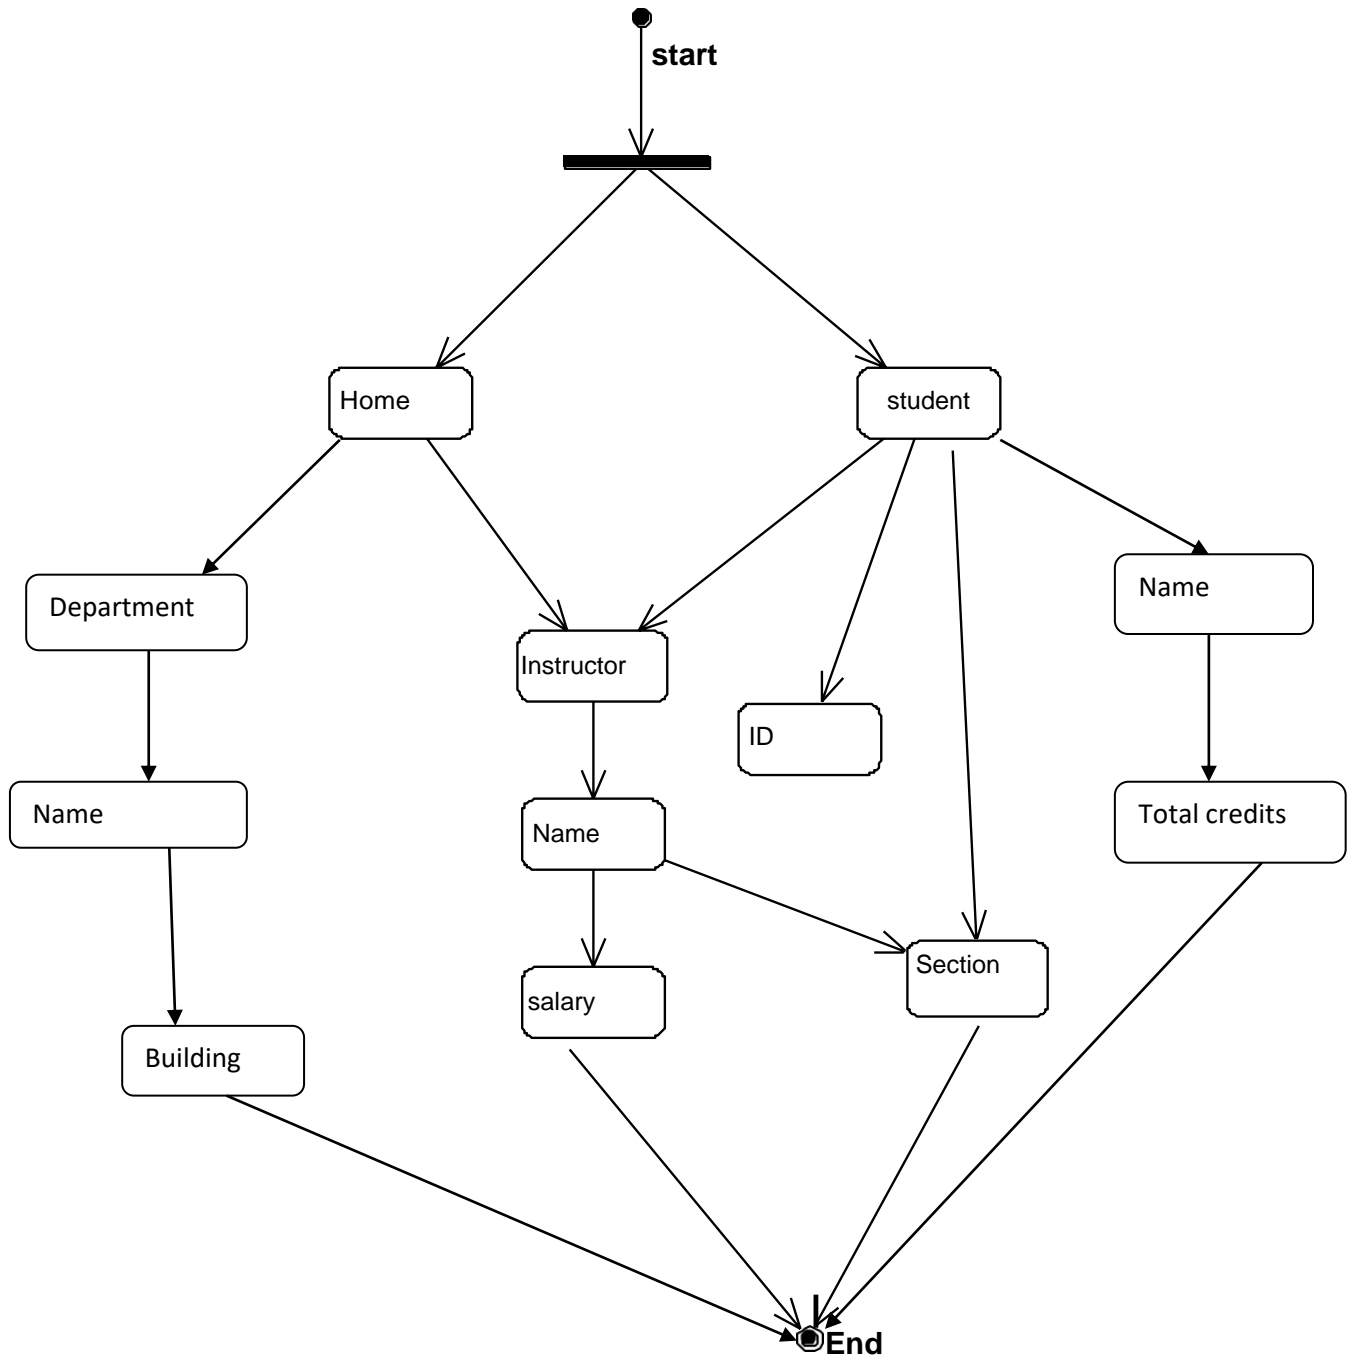 start
Home
student
Department
Name
Instructor
ID
Name
Name
Total credits
Section
salary
Building
End